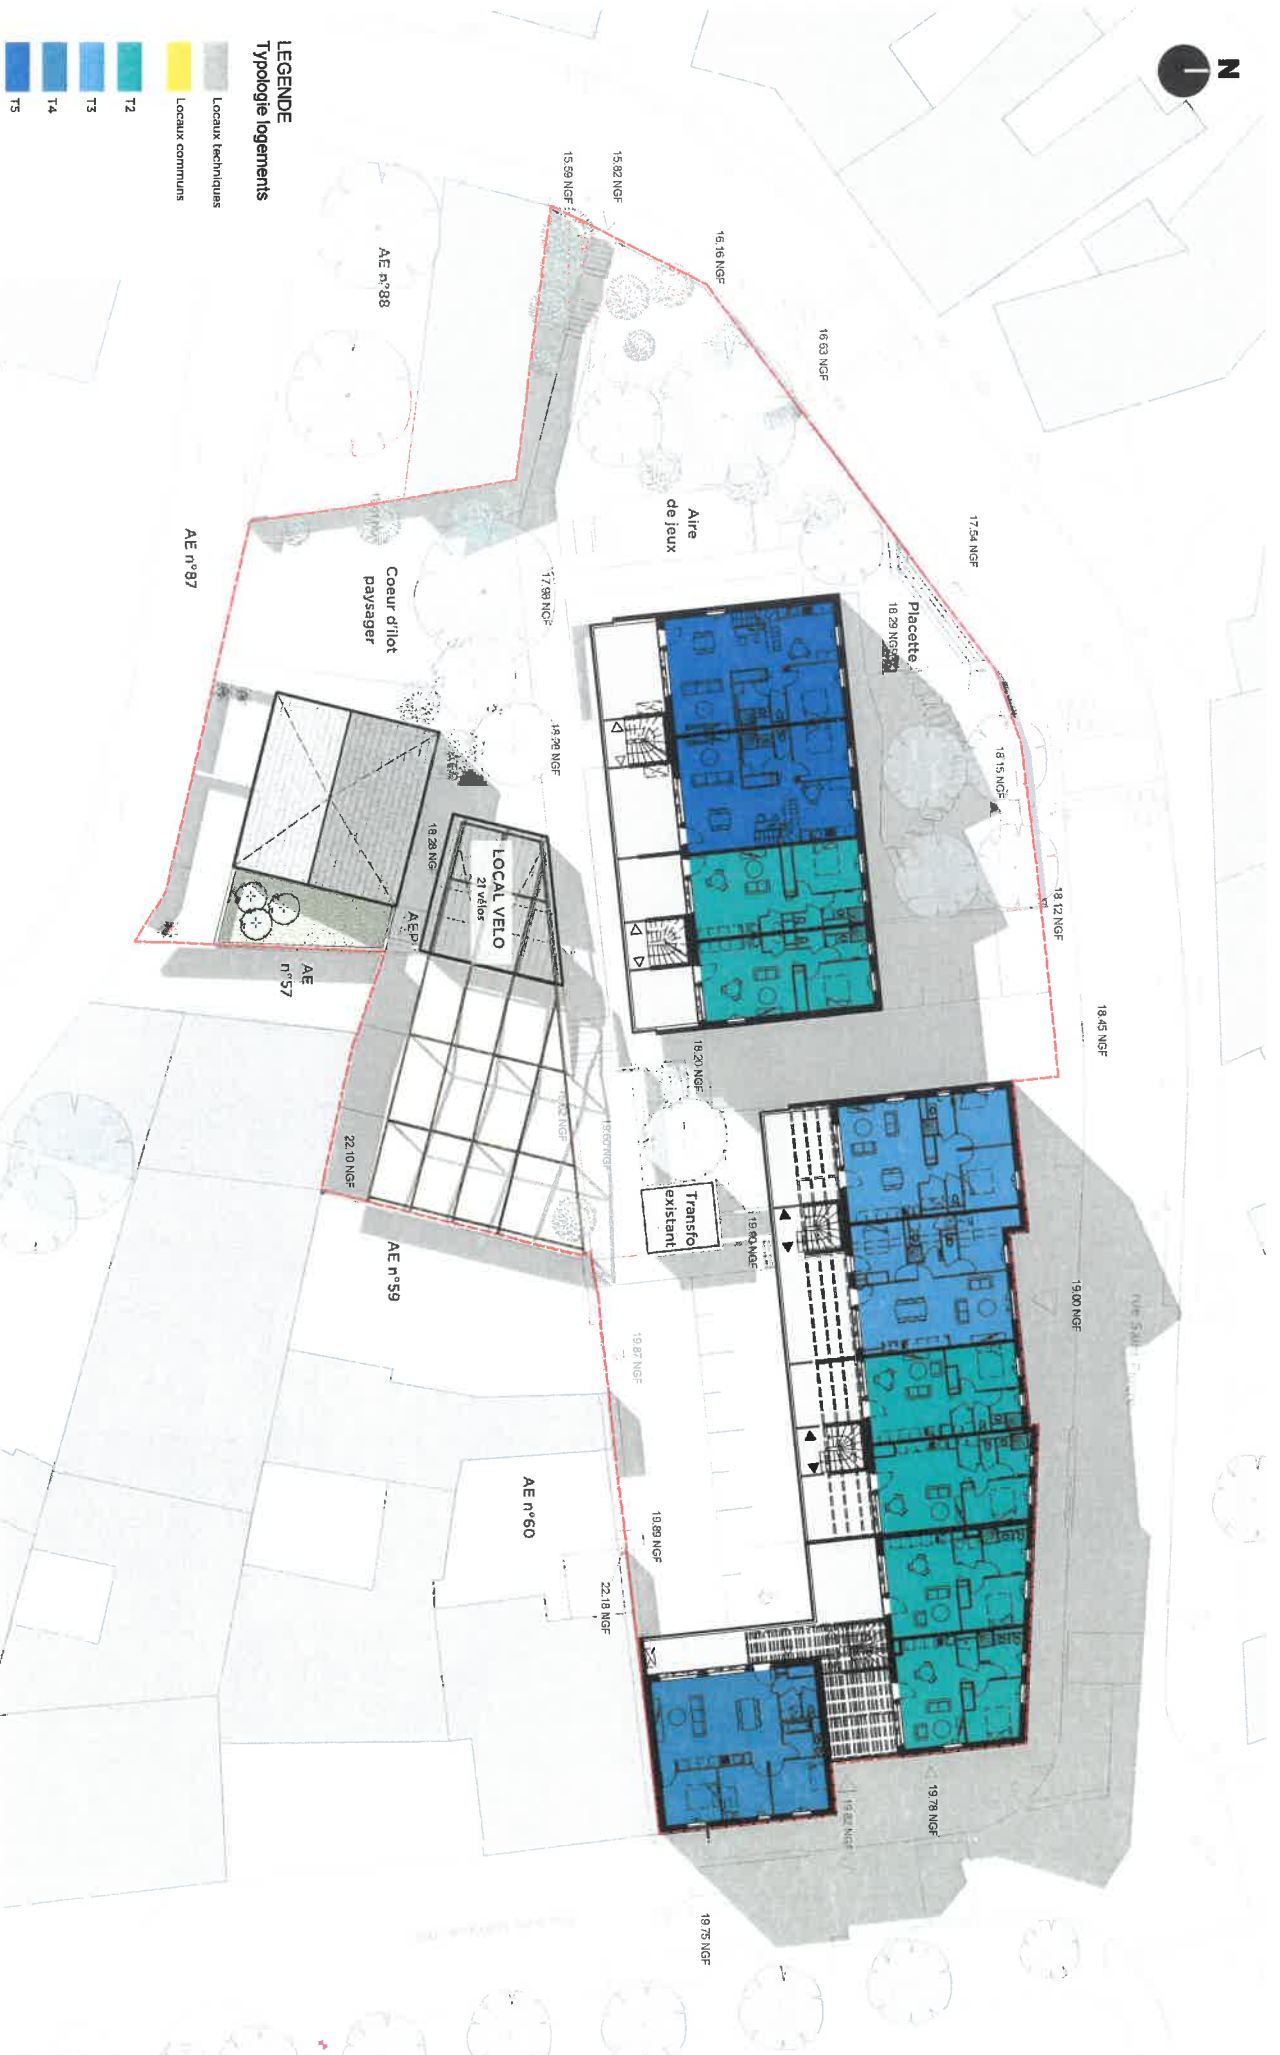 N
LEGENDE
Typologie logements
Locaux techniques
Locaux communs
T2
T3
T4
T5
15.59 NGF
15.82 NGF
16.16 NGF
16.63 NGF
17.54 NGF
AE n°88
AE n°87
Aire
de jeux
Coeur d'îlot
paysager
17.98 NGF
Placette
18.29 NGF
18.15 NGF
18.12 NGF
18.45 NGF
18.28 NG
LOCAL VELO
21 vélos
AEP
AE
n°57
18.20 NGF
19.60 NGF
22.10 NGF
Transfo
existant
19.90 NGF
AE n°59
19.00 NGF
19.87 NGF
AE n°60
19.89 NGF
22.18 NGF
19.78 NGF
19.82 NGF
19.75 NGF